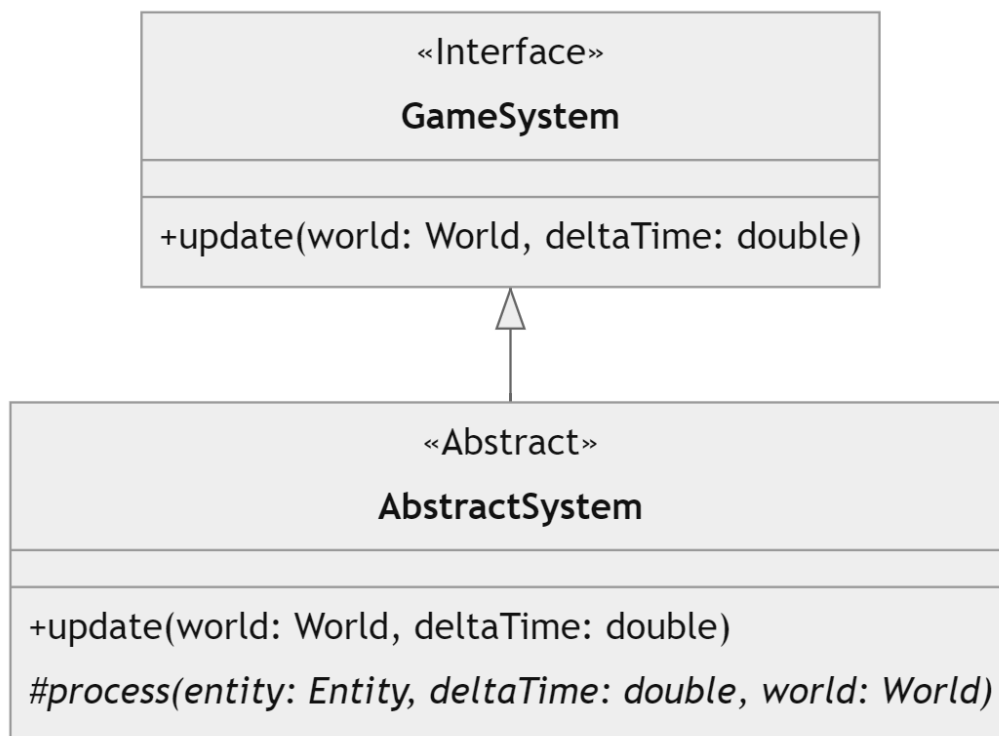 «Interface»
GameSystem
+update(world: World, deltaTime: double)
«Abstract»
AbstractSystem
+update(world: World, deltaTime: double)
#process(entity: Entity, deltaTime: double, world: World)